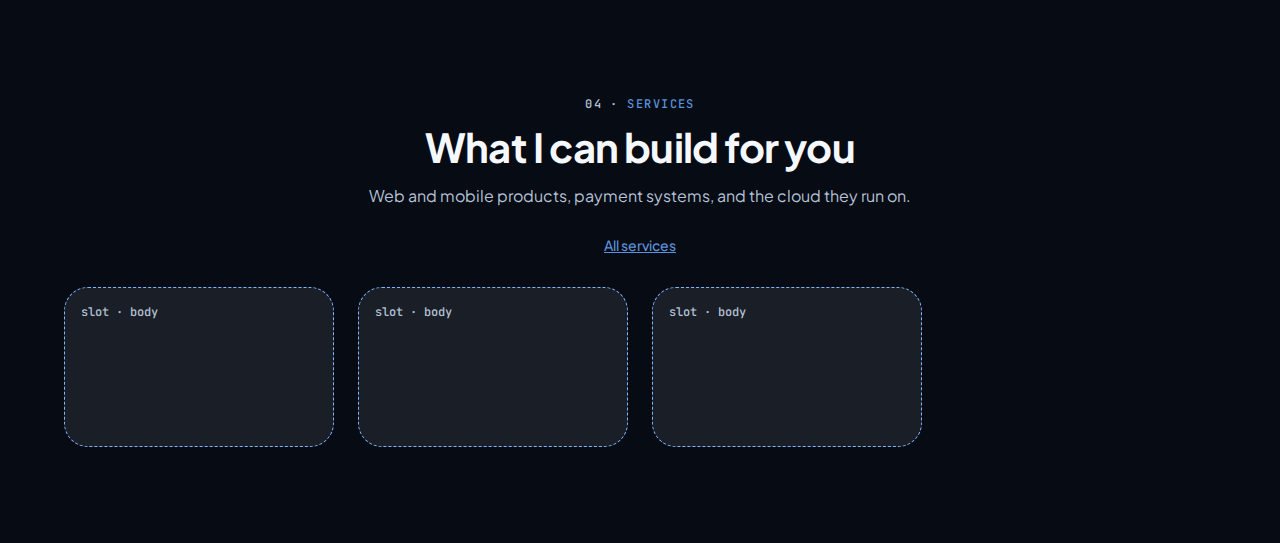 04 · SERVICES
What I can build for you
Web and mobile products, payment systems, and the cloud they run on.
All services
slot · body
slot · body
slot · body